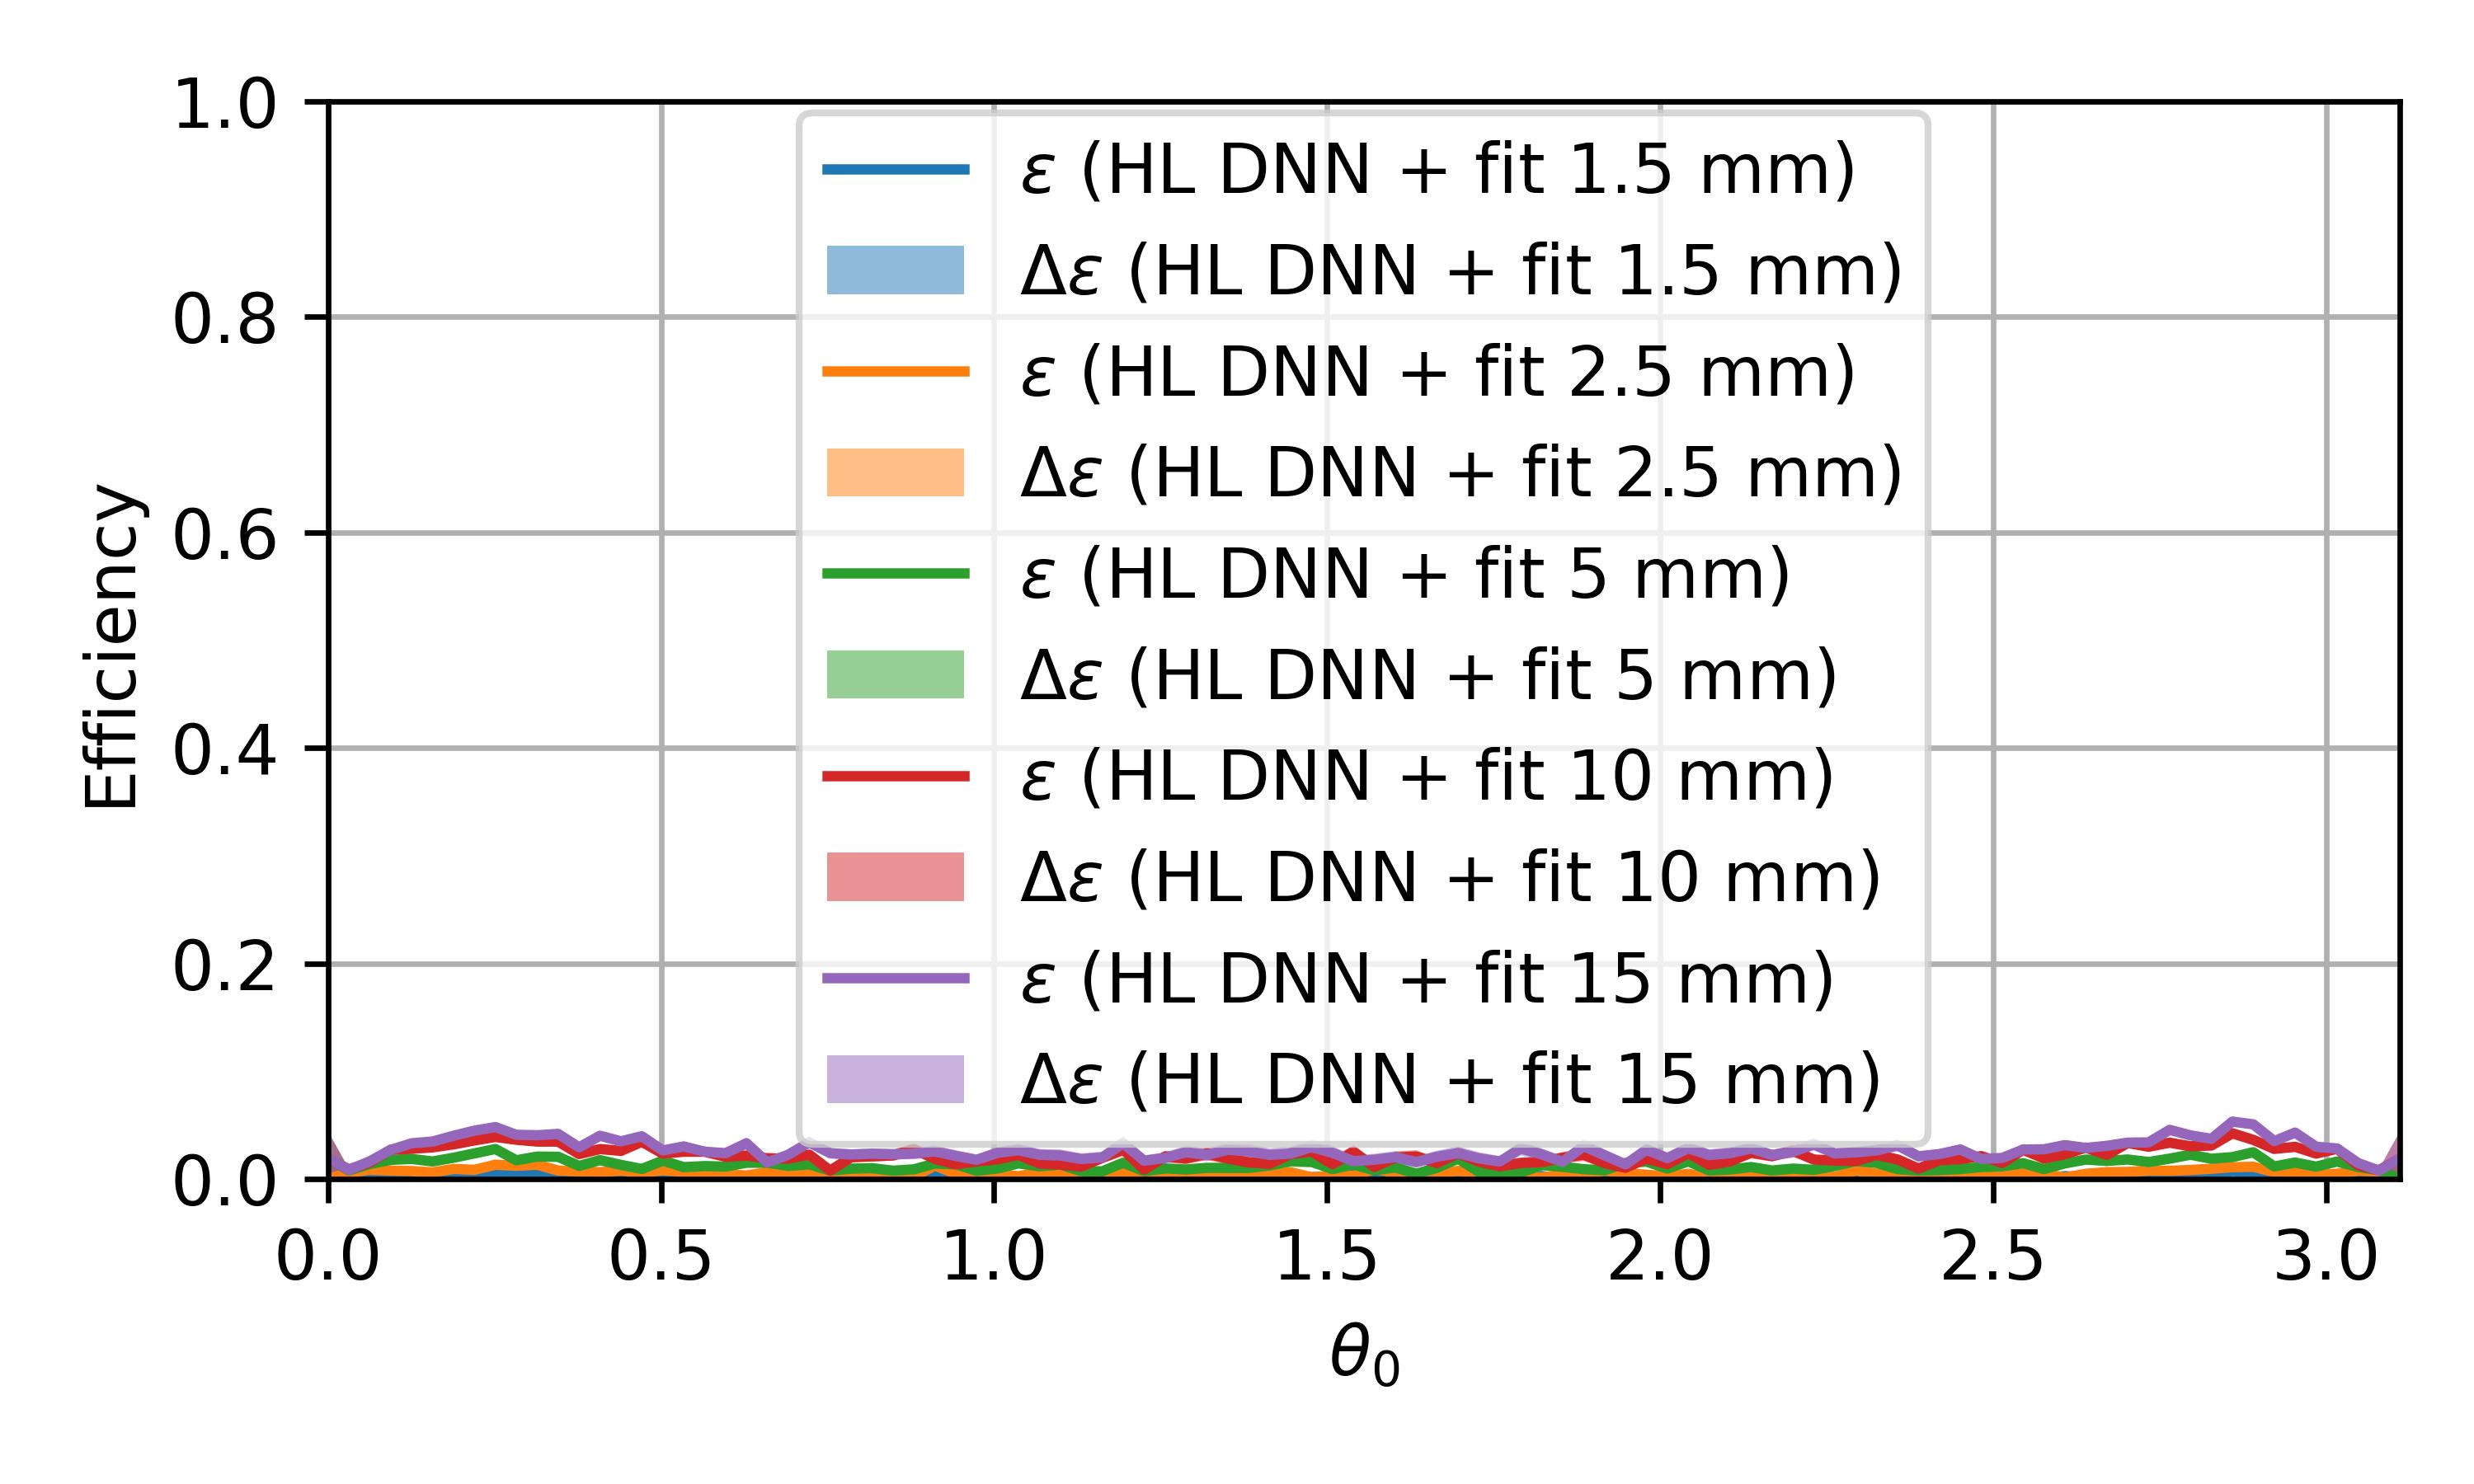 1.0
0.8
0.6
0.4
0.2
0.0
Efficiency
ε (HL DNN + fit 1.5 mm)
Δε (HL DNN + fit 1.5 mm)
ε (HL DNN + fit 2.5 mm)
Δε (HL DNN + fit 2.5 mm)
ε (HL DNN + fit 5 mm)
Δε (HL DNN + fit 5 mm)
ε (HL DNN + fit 10 mm)
Δε (HL DNN + fit 10 mm)
ε (HL DNN + fit 15 mm)
Δε (HL DNN + fit 15 mm)
0.0 0.5 1.0 1.5 2.0 2.5 3.0
θ₀